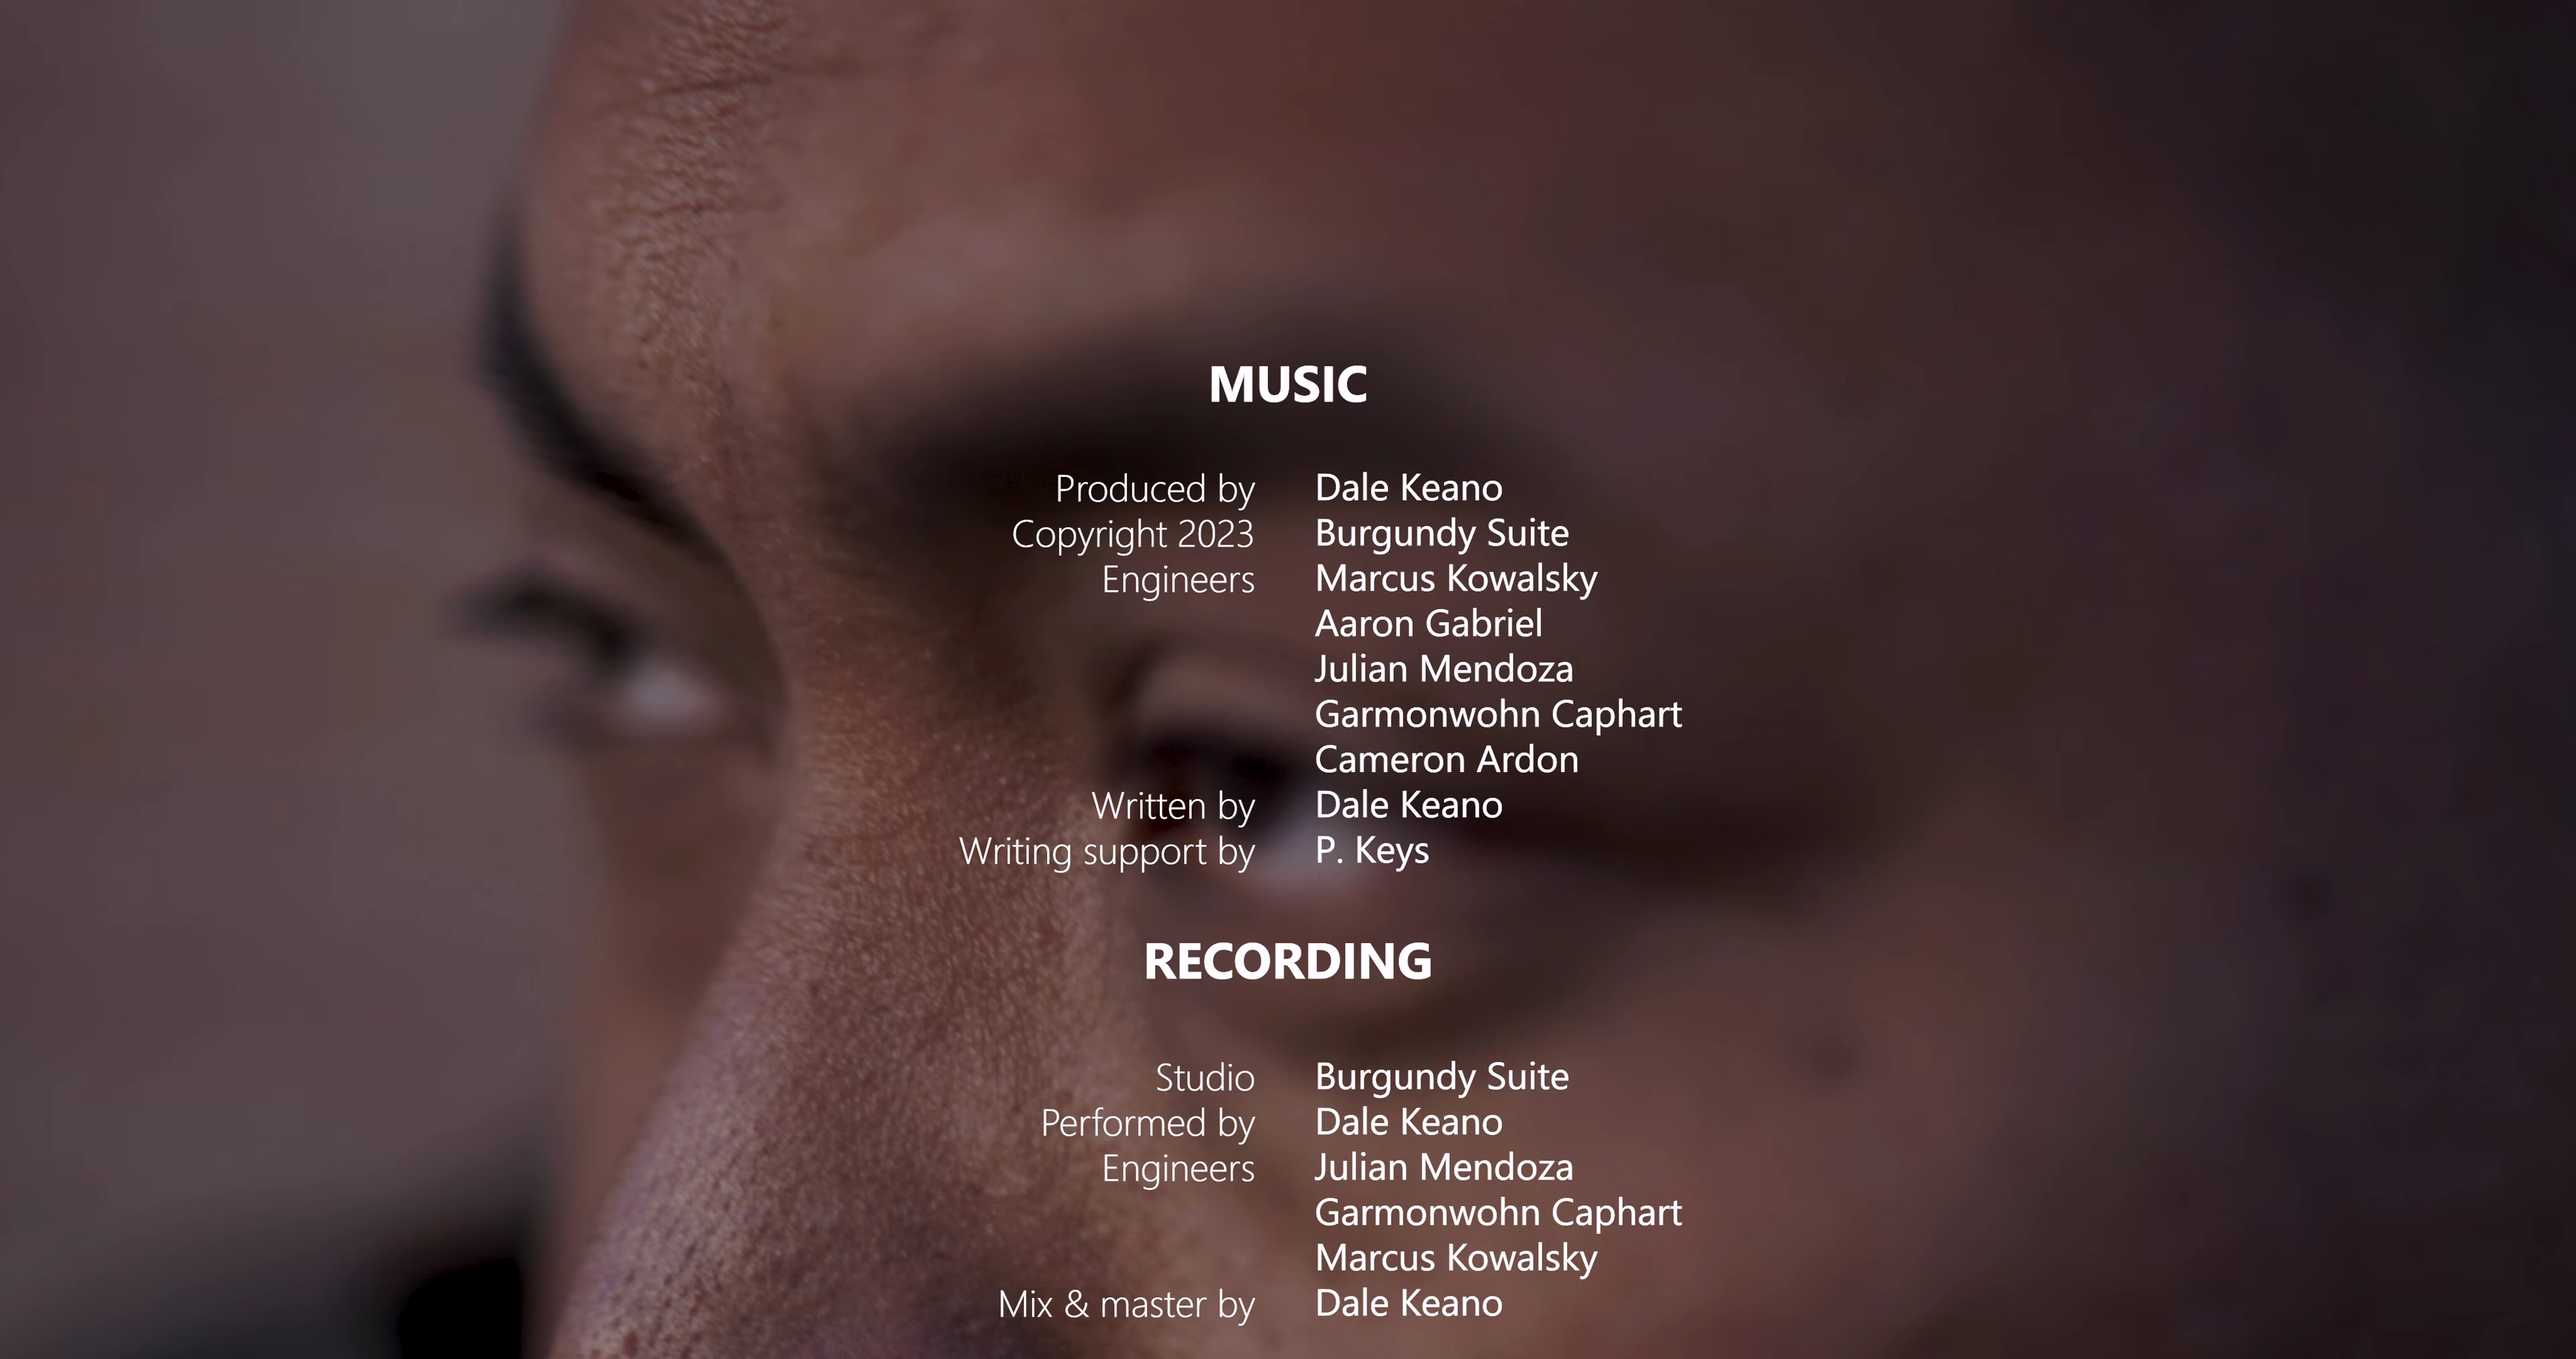 MUSIC
Produced by Dale Keano
Copyright 2023 Burgundy Suite
Engineers Marcus Kowalsky
Aaron Gabriel
Julian Mendoza
Garmonwohn Caphart
Cameron Ardon
Written by Dale Keano
Writing support by P. Keys
RECORDING
Studio Burgundy Suite
Performed by Dale Keano
Engineers Julian Mendoza
Garmonwohn Caphart
Marcus Kowalsky
Mix & master by Dale Keano